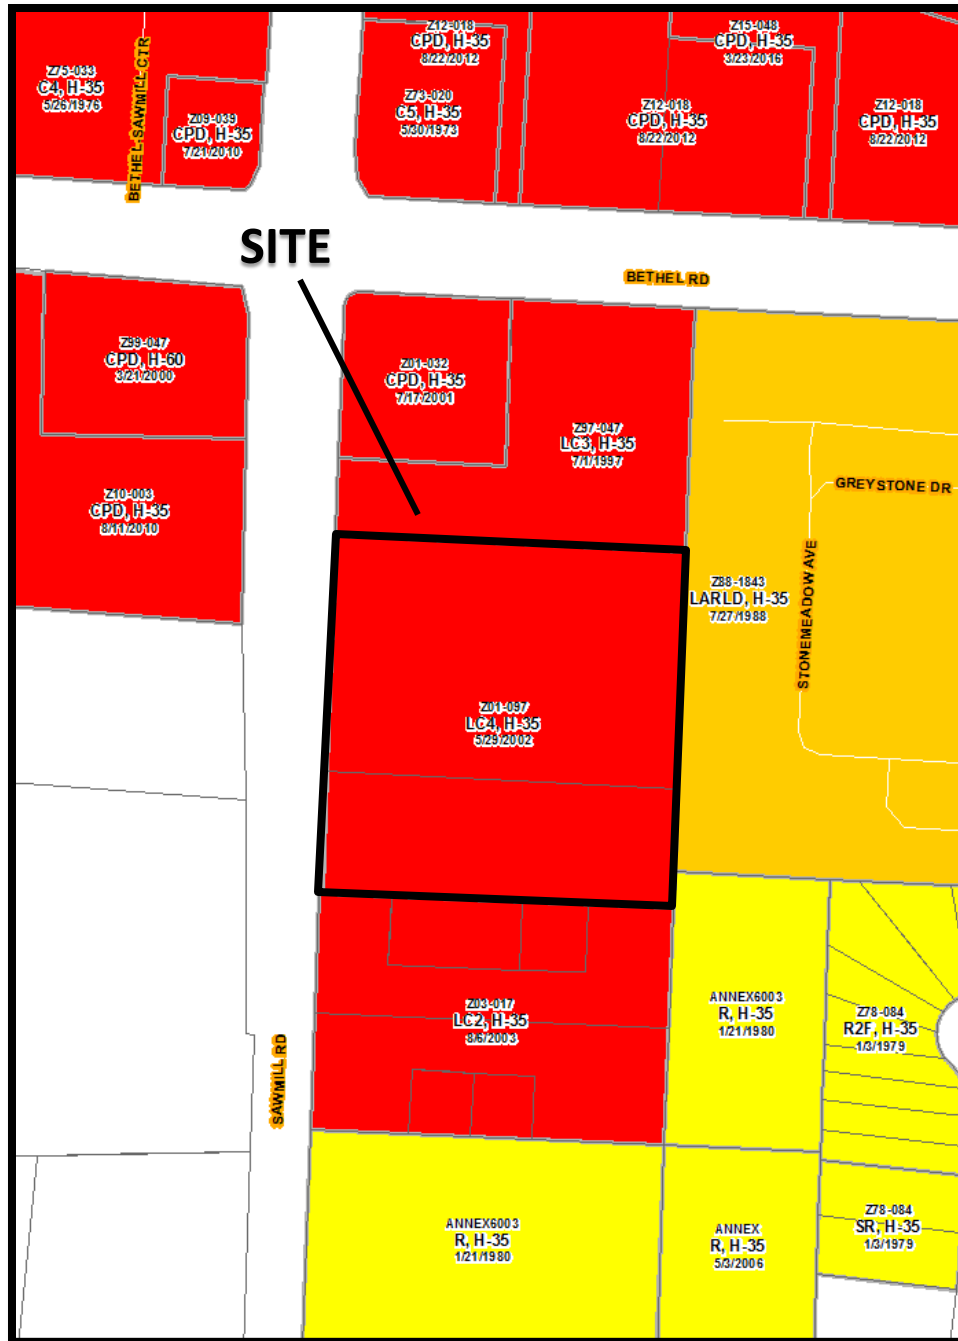 Z12-018
CPD, H-35
8/22/2012
Z15-048
CPD, H-35
3/23/2016
Z75-033
C4, H-35
5/26/1976
BETHEL-SAWMILL CTR
Z09-039
CPD, H-35
7/21/2010
Z73-020
C5, H-35
5/30/1973
Z12-018
CPD, H-35
8/22/2012
Z12-018
CPD, H-35
8/22/2012
SITE
BETHEL RD
Z99-047
CPD, H-60
3/21/2000
Z01-032
CPD, H-35
7/17/2001
Z97-047
LC3, H-35
7/1/1997
Z10-003
CPD, H-35
8/11/2010
GREYSTONE DR
STONEMEADOW AVE
Z88-1843
LARLD, H-35
7/27/1988
Z01-097
LC4, H-35
5/29/2002
Z03-017
LC2, H-35
8/6/2003
ANNEX6003
R, H-35
1/21/1980
Z78-084
R2F, H-35
1/3/1979
SAWMILL RD
ANNEX6003
R, H-35
1/21/1980
ANNEX
R, H-35
5/3/2006
Z78-084
SR, H-35
1/3/1979